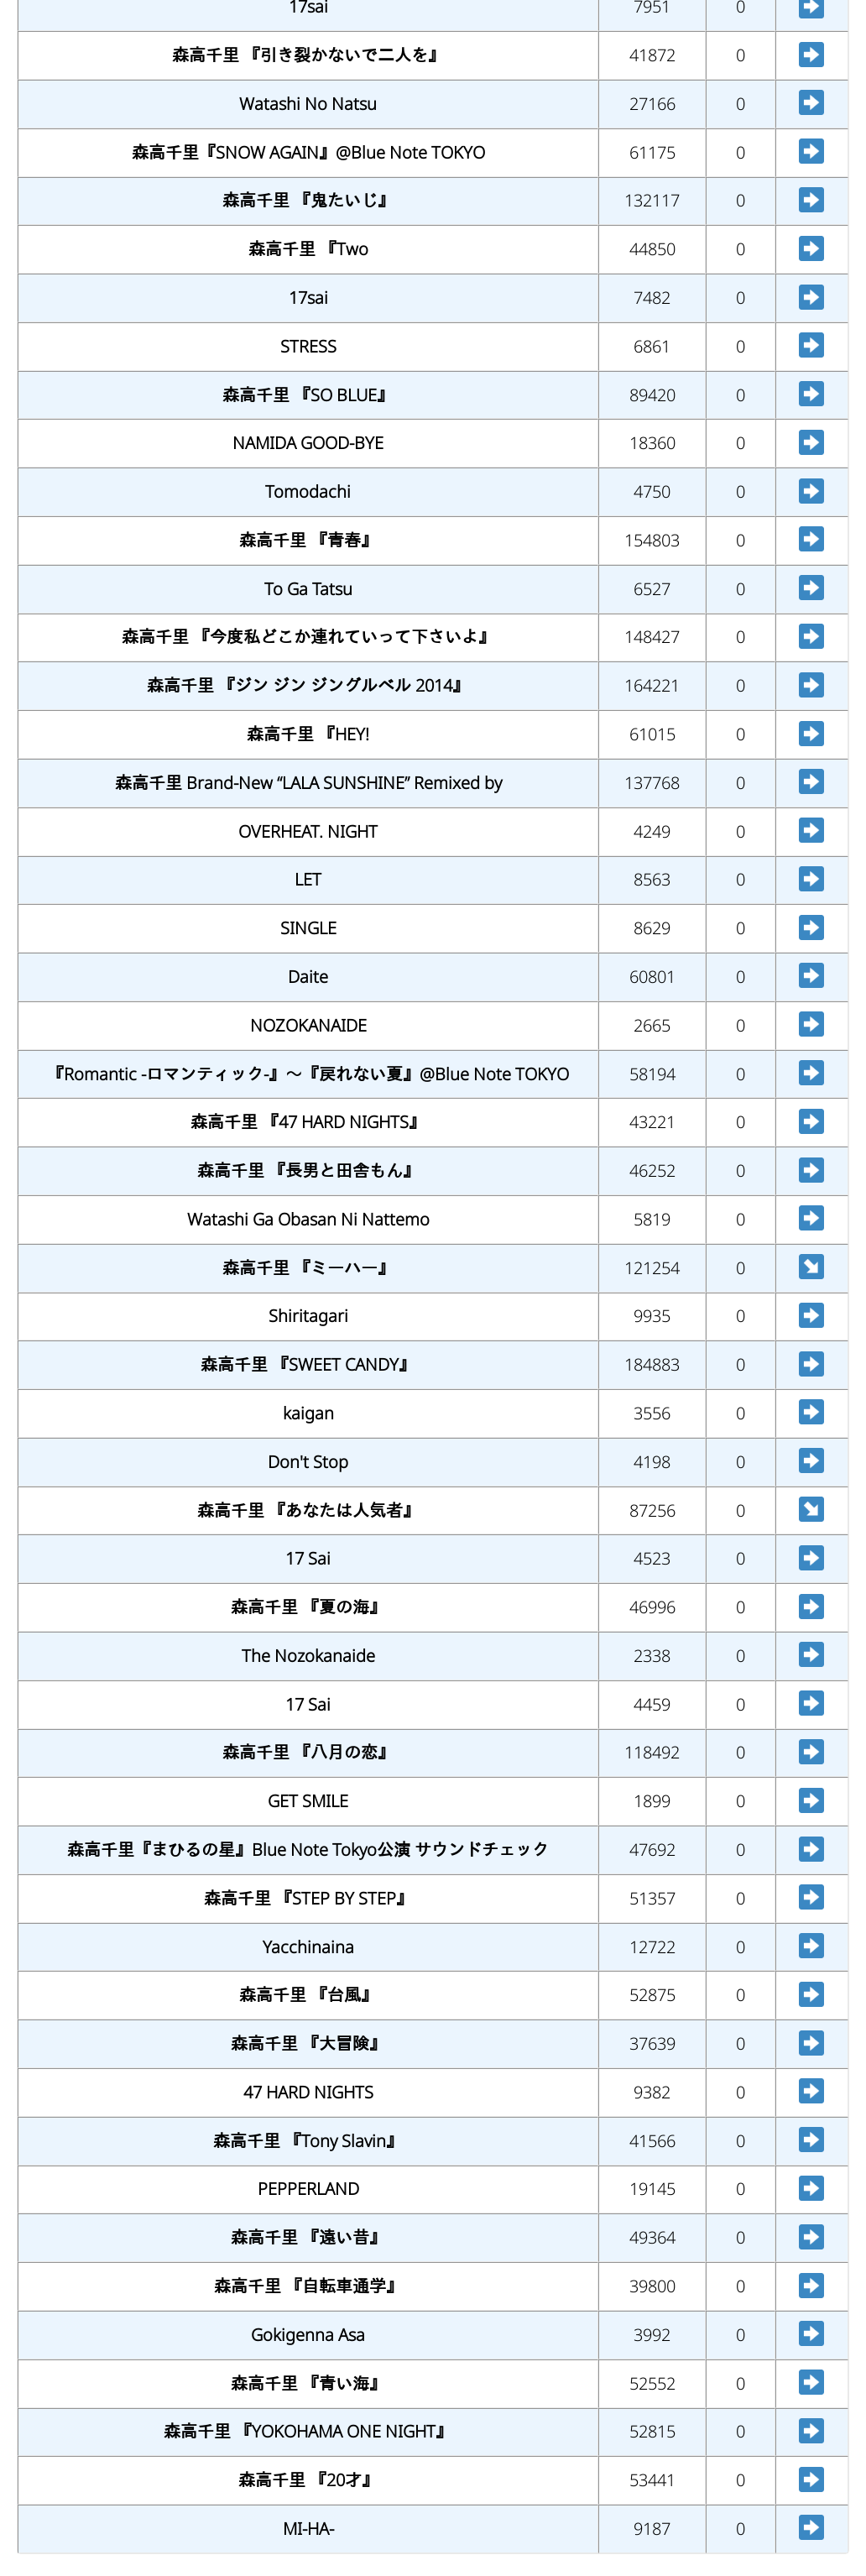 17sai 7951 0 ➡
森高千里 『引き裂かないで二人を』 41872 0 ➡
Watashi No Natsu 27166 0 ➡
森高千里『SNOW AGAIN』@Blue Note TOKYO 61175 0 ➡
森高千里 『鬼たいじ』 132117 0 ➡
森高千里 『Two 44850 0 ➡
17sai 7482 0 ➡
STRESS 6861 0 ➡
森高千里 『SO BLUE』 89420 0 ➡
NAMIDA GOOD-BYE 18360 0 ➡
Tomodachi 4750 0 ➡
森高千里 『青春』 154803 0 ➡
To Ga Tatsu 6527 0 ➡
森高千里 『今度私どこか連れていって下さいよ』 148427 0 ➡
森高千里 『ジン ジン ジングルベル 2014』 164221 0 ➡
森高千里 『HEY! 61015 0 ➡
森高千里 Brand-New “LALA SUNSHINE” Remixed by 137768 0 ➡
OVERHEAT. NIGHT 4249 0 ➡
LET 8563 0 ➡
SINGLE 8629 0 ➡
Daite 60801 0 ➡
NOZOKANAIDE 2665 0 ➡
『Romantic -ロマンティック-』～『戻れない夏』@Blue Note TOKYO 58194 0 ➡
森高千里 『47 HARD NIGHTS』 43221 0 ➡
森高千里 『長男と田舎もん』 46252 0 ➡
Watashi Ga Obasan Ni Nattemo 5819 0 ➡
森高千里 『ミーハー』 121254 0 ↘
Shiritagari 9935 0 ➡
森高千里 『SWEET CANDY』 184883 0 ➡
kaigan 3556 0 ➡
Don't Stop 4198 0 ➡
森高千里 『あなたは人気者』 87256 0 ↘
17 Sai 4523 0 ➡
森高千里 『夏の海』 46996 0 ➡
The Nozokanaide 2338 0 ➡
17 Sai 4459 0 ➡
森高千里 『八月の恋』 118492 0 ➡
GET SMILE 1899 0 ➡
森高千里『まひるの星』Blue Note Tokyo公演 サウンドチェック 47692 0 ➡
森高千里 『STEP BY STEP』 51357 0 ➡
Yacchinaina 12722 0 ➡
森高千里 『台風』 52875 0 ➡
森高千里 『大冒険』 37639 0 ➡
47 HARD NIGHTS 9382 0 ➡
森高千里 『Tony Slavin』 41566 0 ➡
PEPPERLAND 19145 0 ➡
森高千里 『遠い昔』 49364 0 ➡
森高千里 『自転車通学』 39800 0 ➡
Gokigenna Asa 3992 0 ➡
森高千里 『青い海』 52552 0 ➡
森高千里 『YOKOHAMA ONE NIGHT』 52815 0 ➡
森高千里 『20才』 53441 0 ➡
MI-HA- 9187 0 ➡